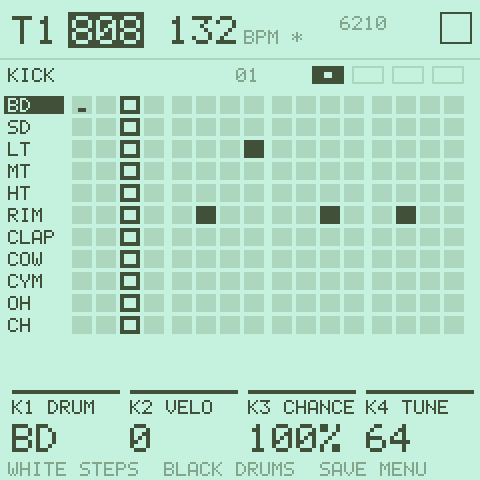 T1 808 132 BPM * 6210
KICK 01
BD
SD
LT
MT
HT
RIM
CLAP
COW
CYM
OH
CH
K1 DRUM K2 VELO K3 CHANCE K4 TUNE
BD 0 100% 64
WHITE STEPS BLACK DRUMS SAVE MENU